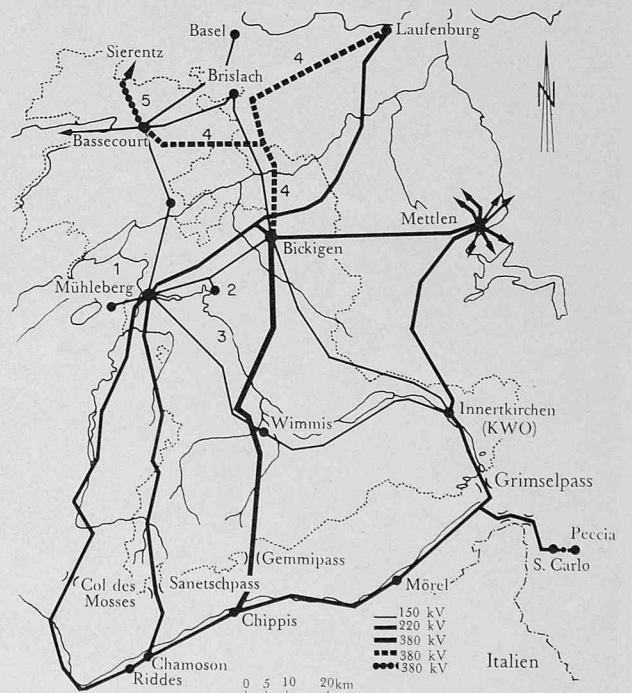 Basel
Laufenburg
Sierentz
Brislach
4
5
Bassecourt
4
4
N
Mettlen
Bickigen
1
Mühleberg
2
3
Wimmis
Innertkirchen
(KWO)
Grimselpass
Peccia
S. Carlo
Gemmipass
Col des
Mosses
Sanetschpass
Mörel
Chippis
150 kV
220 kV
380 kV
380 kV
380 kV
Chamoson
Riddes
Italien
0 5 10 20km